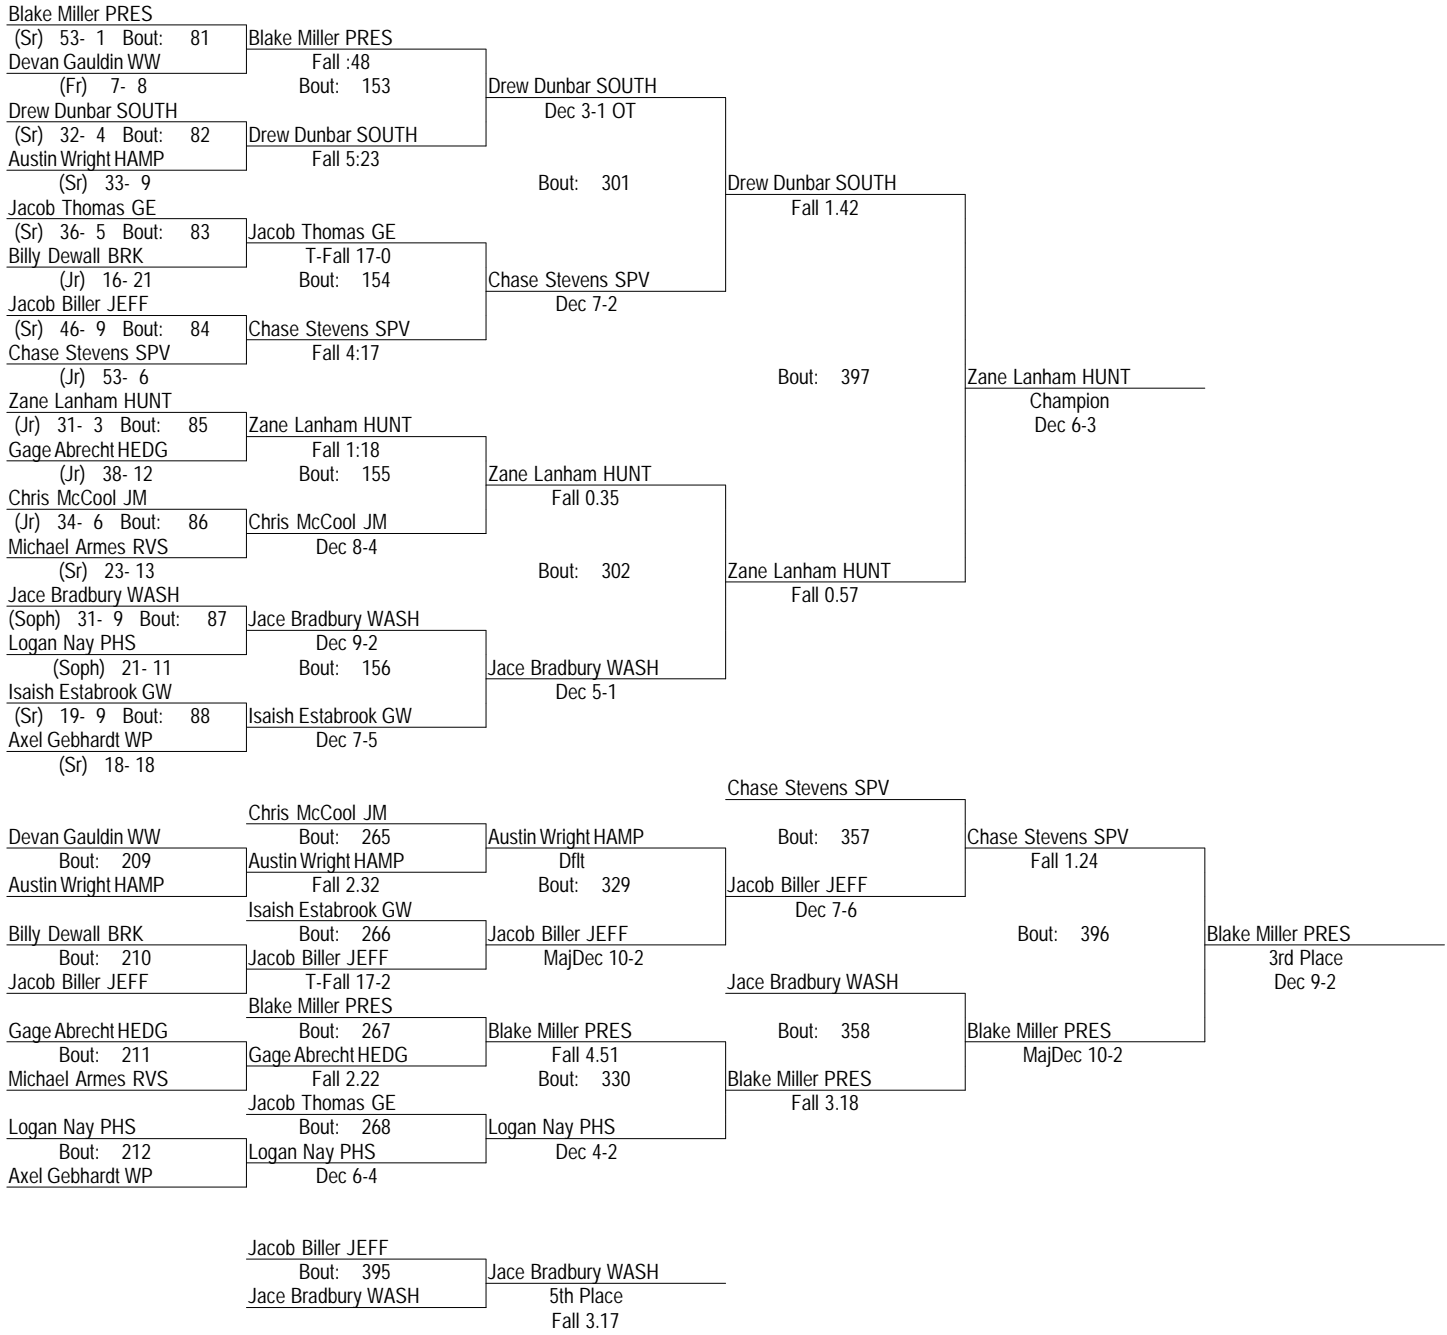 Blake Miller PRES
(Sr) 53- 1 Bout: 81 Blake Miller PRES
Devan Gauldin WW Fall :48
(Fr) 7- 8 Bout: 153 Drew Dunbar SOUTH
Drew Dunbar SOUTH Dec 3-1 OT
(Sr) 32- 4 Bout: 82 Drew Dunbar SOUTH
Austin Wright HAMP Fall 5:23
(Sr) 33- 9 Bout: 301 Drew Dunbar SOUTH
Jacob Thomas GE Fall 1.42
(Sr) 36- 5 Bout: 83 Jacob Thomas GE
Billy Dewall BRK T-Fall 17-0
(Jr) 16- 21 Bout: 154 Chase Stevens SPV
Jacob Biller JEFF Dec 7-2
(Sr) 46- 9 Bout: 84 Chase Stevens SPV
Chase Stevens SPV Fall 4:17
(Jr) 53- 6 Bout: 397 Zane Lanham HUNT
Zane Lanham HUNT Champion
(Jr) 31- 3 Bout: 85 Zane Lanham HUNT Dec 6-3
Gage Abrecht HEDG Fall 1:18
(Jr) 38- 12 Bout: 155 Zane Lanham HUNT
Chris McCool JM Fall 0.35
(Jr) 34- 6 Bout: 86 Chris McCool JM
Michael Armes RVS Dec 8-4
(Sr) 23- 13 Bout: 302 Zane Lanham HUNT
Jace Bradbury WASH Fall 0.57
(Soph) 31- 9 Bout: 87 Jace Bradbury WASH
Logan Nay PHS Dec 9-2
(Soph) 21- 11 Bout: 156 Jace Bradbury WASH
Isaish Estabrook GW Dec 5-1
(Sr) 19- 9 Bout: 88 Isaish Estabrook GW
Axel Gebhardt WP Dec 7-5
(Sr) 18- 18
Chase Stevens SPV
Chris McCool JM
Devan Gauldin WW Bout: 265 Austin Wright HAMP Bout: 357 Chase Stevens SPV
Bout: 209 Austin Wright HAMP Dflt Fall 1.24
Austin Wright HAMP Fall 2.32 Bout: 329 Jacob Biller JEFF
Isaish Estabrook GW Dec 7-6
Billy Dewall BRK Bout: 266 Jacob Biller JEFF Bout: 396 Blake Miller PRES
Bout: 210 Jacob Biller JEFF MajDec 10-2 3rd Place
Jacob Biller JEFF T-Fall 17-2 Jace Bradbury WASH Dec 9-2
Blake Miller PRES
Gage Abrecht HEDG Bout: 267 Blake Miller PRES Bout: 358 Blake Miller PRES
Bout: 211 Gage Abrecht HEDG Fall 4.51 MajDec 10-2
Michael Armes RVS Fall 2.22 Bout: 330 Blake Miller PRES
Jacob Thomas GE Fall 3.18
Logan Nay PHS Bout: 268 Logan Nay PHS
Bout: 212 Logan Nay PHS Dec 4-2
Axel Gebhardt WP Dec 6-4
Jacob Biller JEFF
Bout: 395 Jace Bradbury WASH
Jace Bradbury WASH 5th Place
Fall 3.17